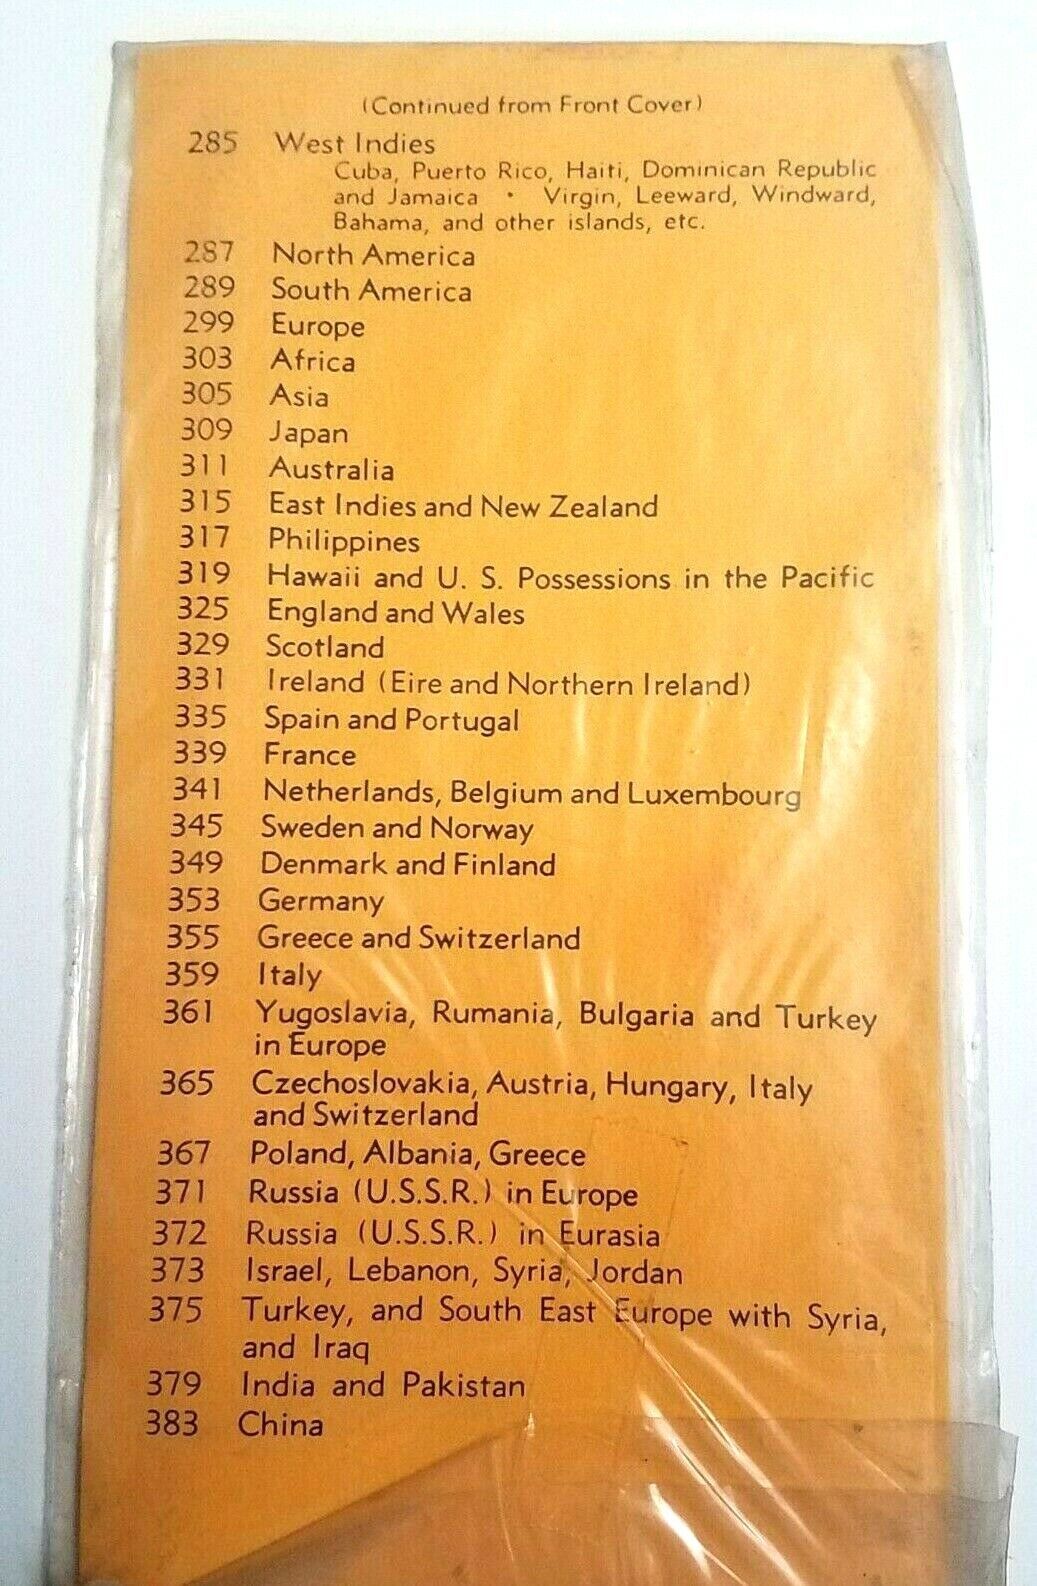 (Continued from Front Cover)
285 West Indies
Cuba, Puerto Rico, Haiti, Dominican Republic
and Jamaica • Virgin, Leeward, Windward,
Bahama, and other islands, etc.
287 North America
289 South America
299 Europe
303 Africa
305 Asia
309 Japan
311 Australia
315 East Indies and New Zealand
317 Philippines
319 Hawaii and U. S. Possessions in the Pacific
325 England and Wales
329 Scotland
331 Ireland (Eire and Northern Ireland)
335 Spain and Portugal
339 France
341 Netherlands, Belgium and Luxembourg
345 Sweden and Norway
349 Denmark and Finland
353 Germany
355 Greece and Switzerland
359 Italy
361 Yugoslavia, Rumania, Bulgaria and Turkey
in Europe
365 Czechoslovakia, Austria, Hungary, Italy
and Switzerland
367 Poland, Albania, Greece
371 Russia (U.S.S.R.) in Europe
372 Russia (U.S.S.R.) in Eurasia
373 Israel, Lebanon, Syria, Jordan
375 Turkey, and South East Europe with Syria,
and Iraq
379 India and Pakistan
383 China